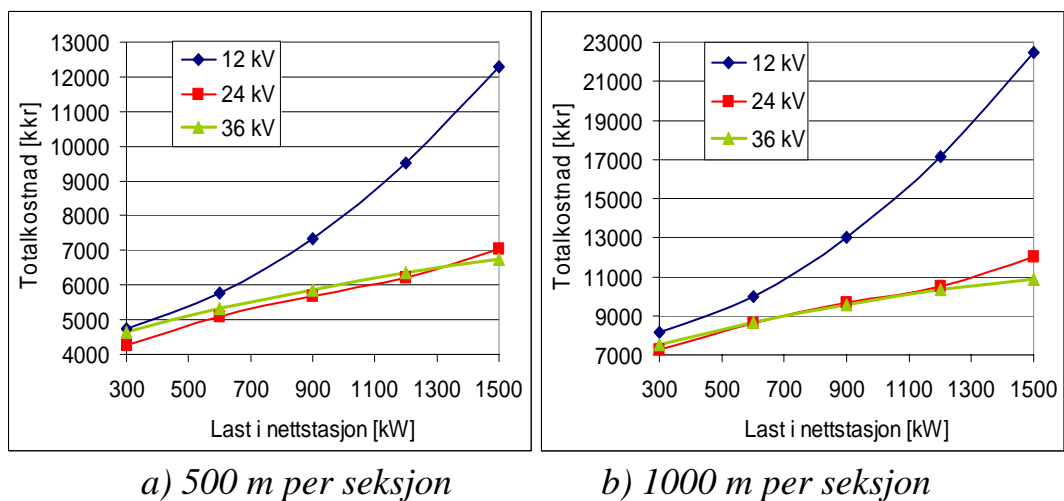 Totalkostnad [kkr]
13000
12000
11000
10000
9000
8000
7000
6000
5000
4000
12 kV
24 kV
36 kV
300 500 700 900 1100 1300 1500
Last i nettstasjon [kW]
a) 500 m per seksjon
Totalkostnad [kkr]
23000
21000
19000
17000
15000
13000
11000
9000
7000
12 kV
24 kV
36 kV
300 500 700 900 1100 1300 1500
Last i nettstasjon [kW]
b) 1000 m per seksjon